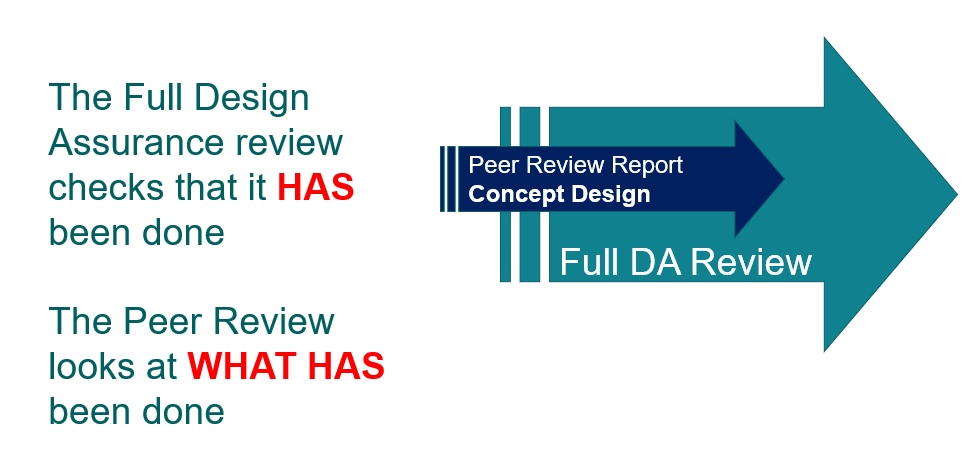 The Full Design
Assurance review
checks that it HAS
been done
The Peer Review
looks at WHAT HAS
been done
Peer Review Report
Concept Design
Full DA Review